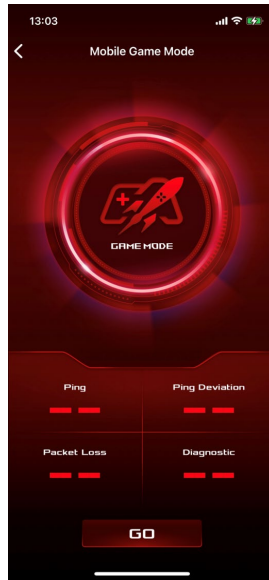 13:03
Mobile Game Mode
GAME MODE
Ping
Ping Deviation
-- --
Packet Loss
Diagnostic
-- --
GO